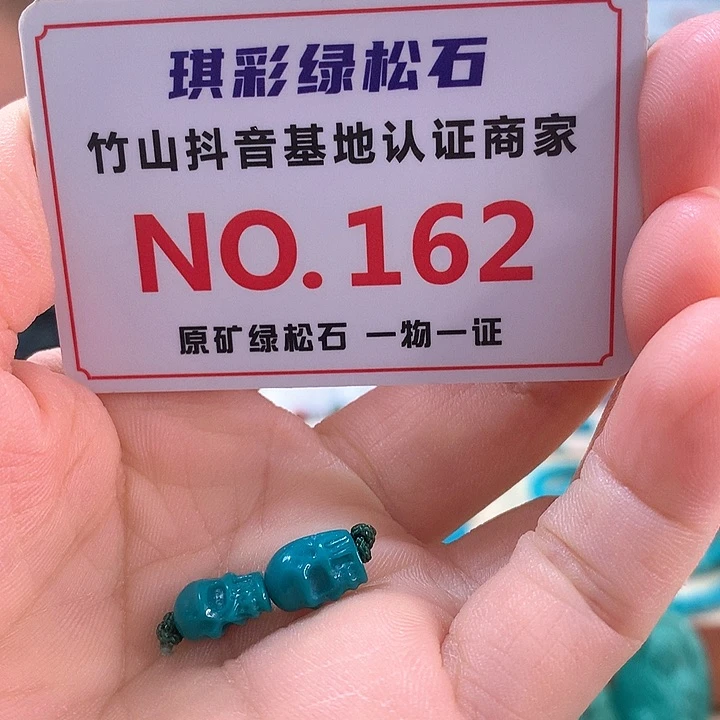 琪彩绿松石
竹山抖音基地认证商家
NO.162
原矿绿松石 一物一证